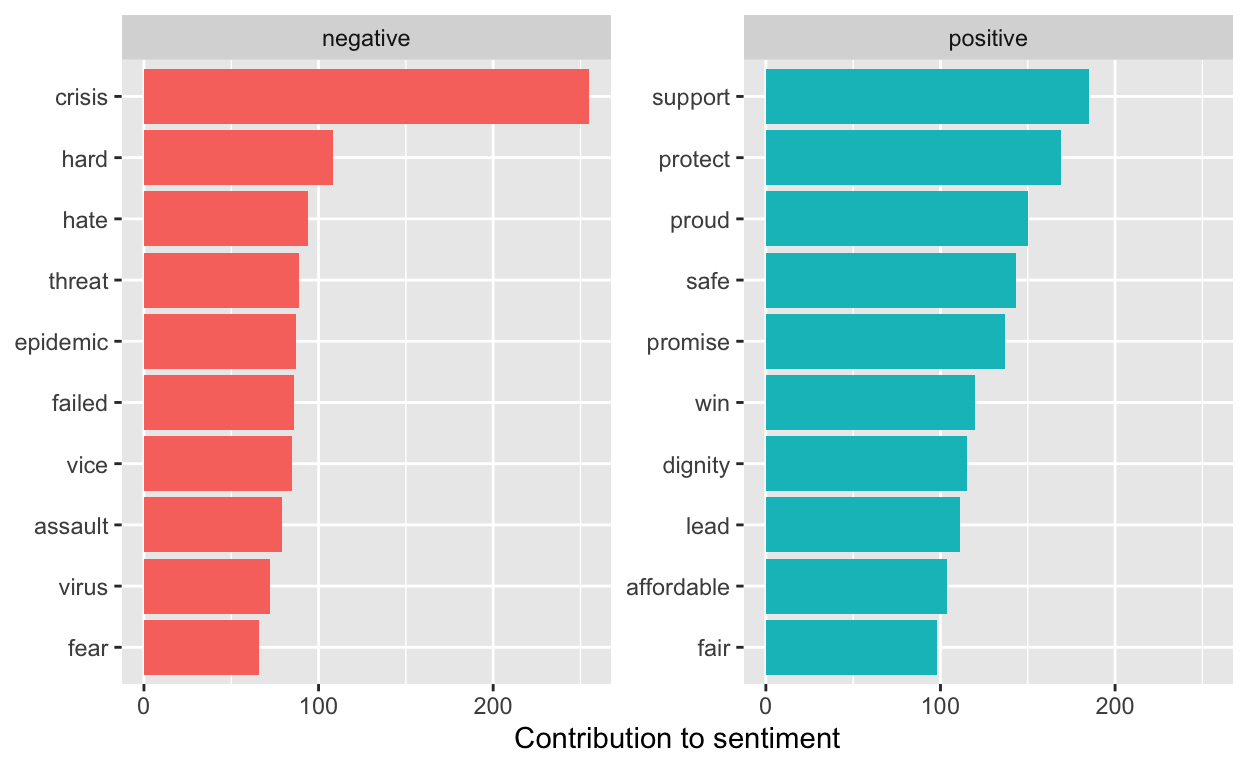 negative
crisis
hard
hate
threat
epidemic
failed
vice
assault
virus
fear
0 100 200
positive
support
protect
proud
safe
promise
win
dignity
lead
affordable
fair
0 100 200
Contribution to sentiment